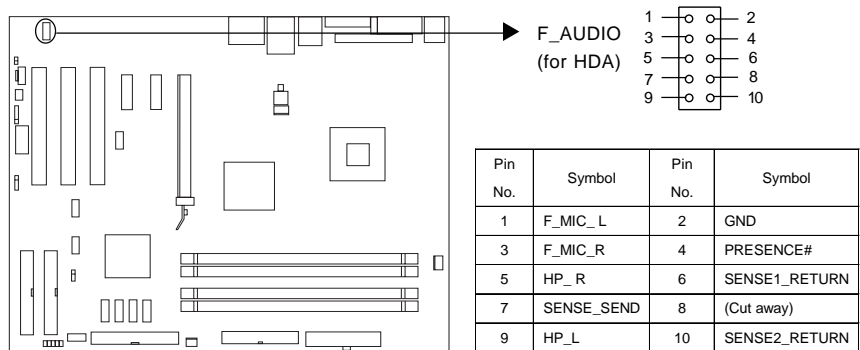 F_AUDIO
(for HDA)
1 2
3 4
5 6
7 8
9 10
Pin No. Symbol Pin No. Symbol
1 F_MIC_ L 2 GND
3 F_MIC_R 4 PRESENCE#
5 HP_ R 6 SENSE1_RETURN
7 SENSE_SEND 8 (Cut away)
9 HP_L 10 SENSE2_RETURN